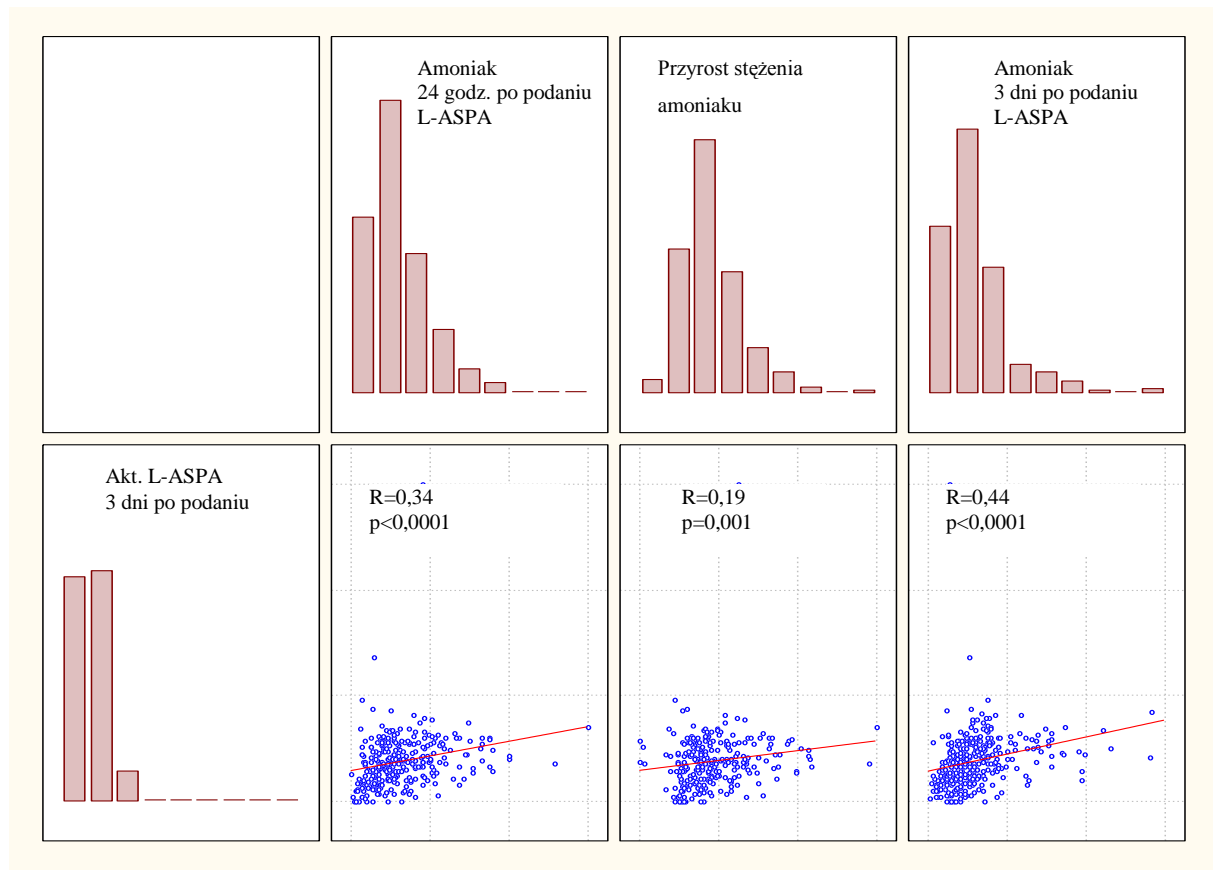 Amoniak
24 godz. po podaniu
L-ASPA
Przyrost stężenia
amoniaku
Amoniak
3 dni po podaniu
L-ASPA
Akt. L-ASPA
3 dni po podaniu
R=0,34
p<0,0001
R=0,19
p=0,001
R=0,44
p<0,0001